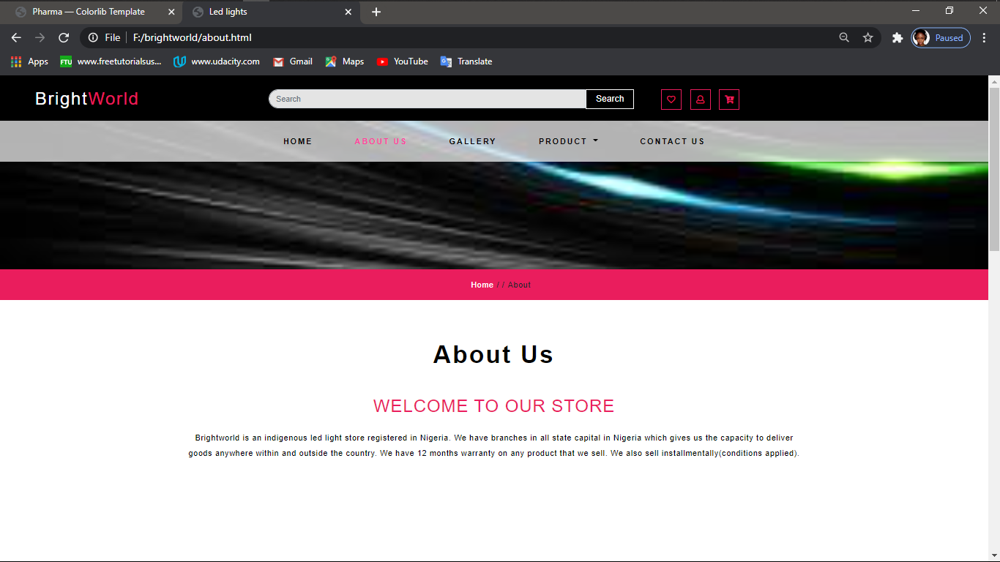 Pharma — Colorlib Template
Led lights
File
F:/brightworld/about.html
Paused
Apps
FTU
www.freetutorialsus...
www.udacity.com
Gmail
Maps
YouTube
Translate
BrightWorld
Search
Search
HOME
ABOUT US
GALLERY
PRODUCT
CONTACT US
Home / / About
About Us
WELCOME TO OUR STORE
Brightworld is an indigenous led light store registered in Nigeria. We have branches in all state capital in Nigeria which gives us the capacity to deliver
goods anywhere within and outside the country. We have 12 months warranty on any product that we sell. We also sell installmentally(conditions applied).